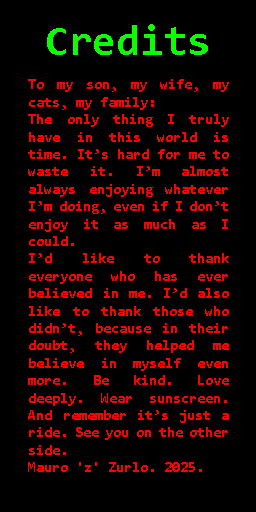 Credits
To my son, my wife, my
cats, my family:
The only thing I truly
have in this world is
time. It's hard for me to
waste it. I'm almost
always enjoying whatever
I'm doing, even if I don't
enjoy it as much as I
could.
I'd like to thank
everyone who has ever
believed in me. I'd also
like to thank those who
didn't, because in their
doubt, they helped me
believe in myself even
more. Be kind. Love
deeply. Wear sunscreen.
And remember it's just a
ride. See you on the other
side.
Mauro 'z' Zurlo. 2025.